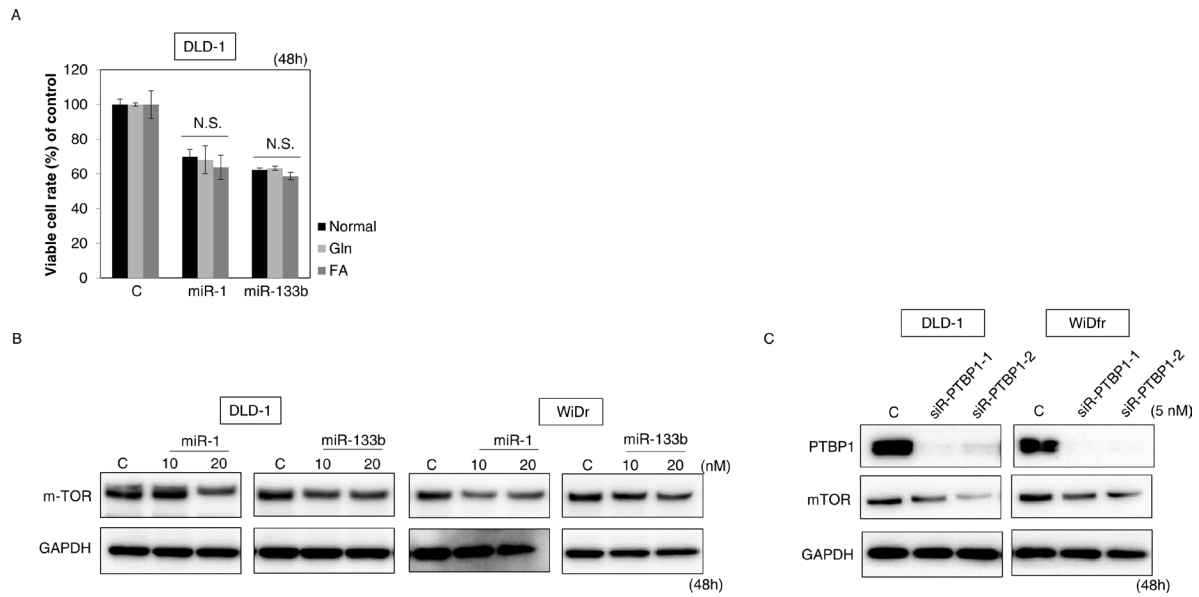 A
DLD-1
(48h)
Viable cell rate (%) of control
120
100
80
60
40
20
0
N.S.
N.S.
C
miR-1
miR-133b
Normal
Gln
FA
B
DLD-1
WiDr
miR-1
miR-133b
miR-1
miR-133b
C 10 20 C 10 20 C 10 20 C 10 20 (nM)
m-TOR
GAPDH
(48h)
C
DLD-1
WiDfr
C siR-PTBP1-1 siR-PTBP1-2 C siR-PTBP1-1 siR-PTBP1-2 (5 nM)
PTBP1
mTOR
GAPDH
(48h)